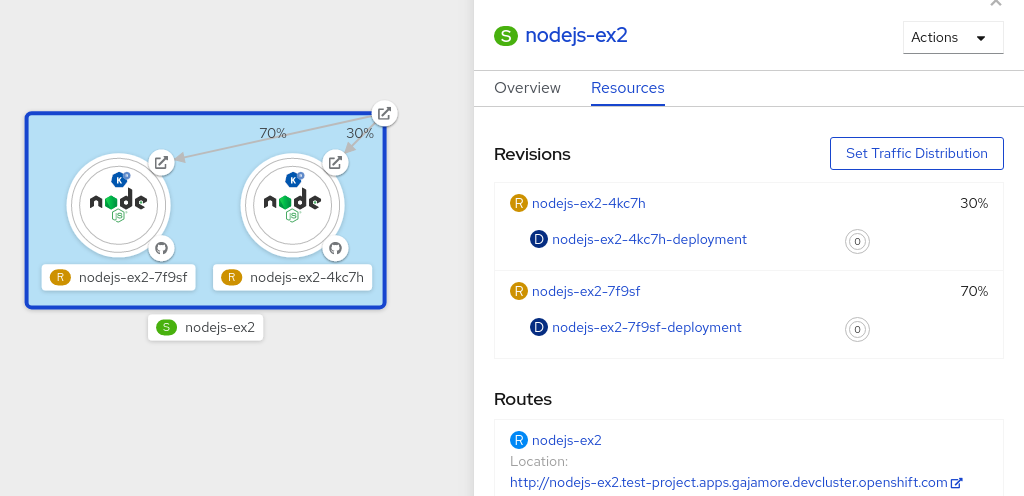 70%
30%
K
node
JS
K
node
JS
R nodejs-ex2-7f9sf
R nodejs-ex2-4kc7h
S nodejs-ex2
S nodejs-ex2
Actions
Overview
Resources
Revisions
Set Traffic Distribution
R nodejs-ex2-4kc7h 30%
D nodejs-ex2-4kc7h-deployment 0
R nodejs-ex2-7f9sf 70%
D nodejs-ex2-7f9sf-deployment 0
Routes
R nodejs-ex2
Location:
http://nodejs-ex2.test-project.apps.gajamore.devcluster.openshift.com